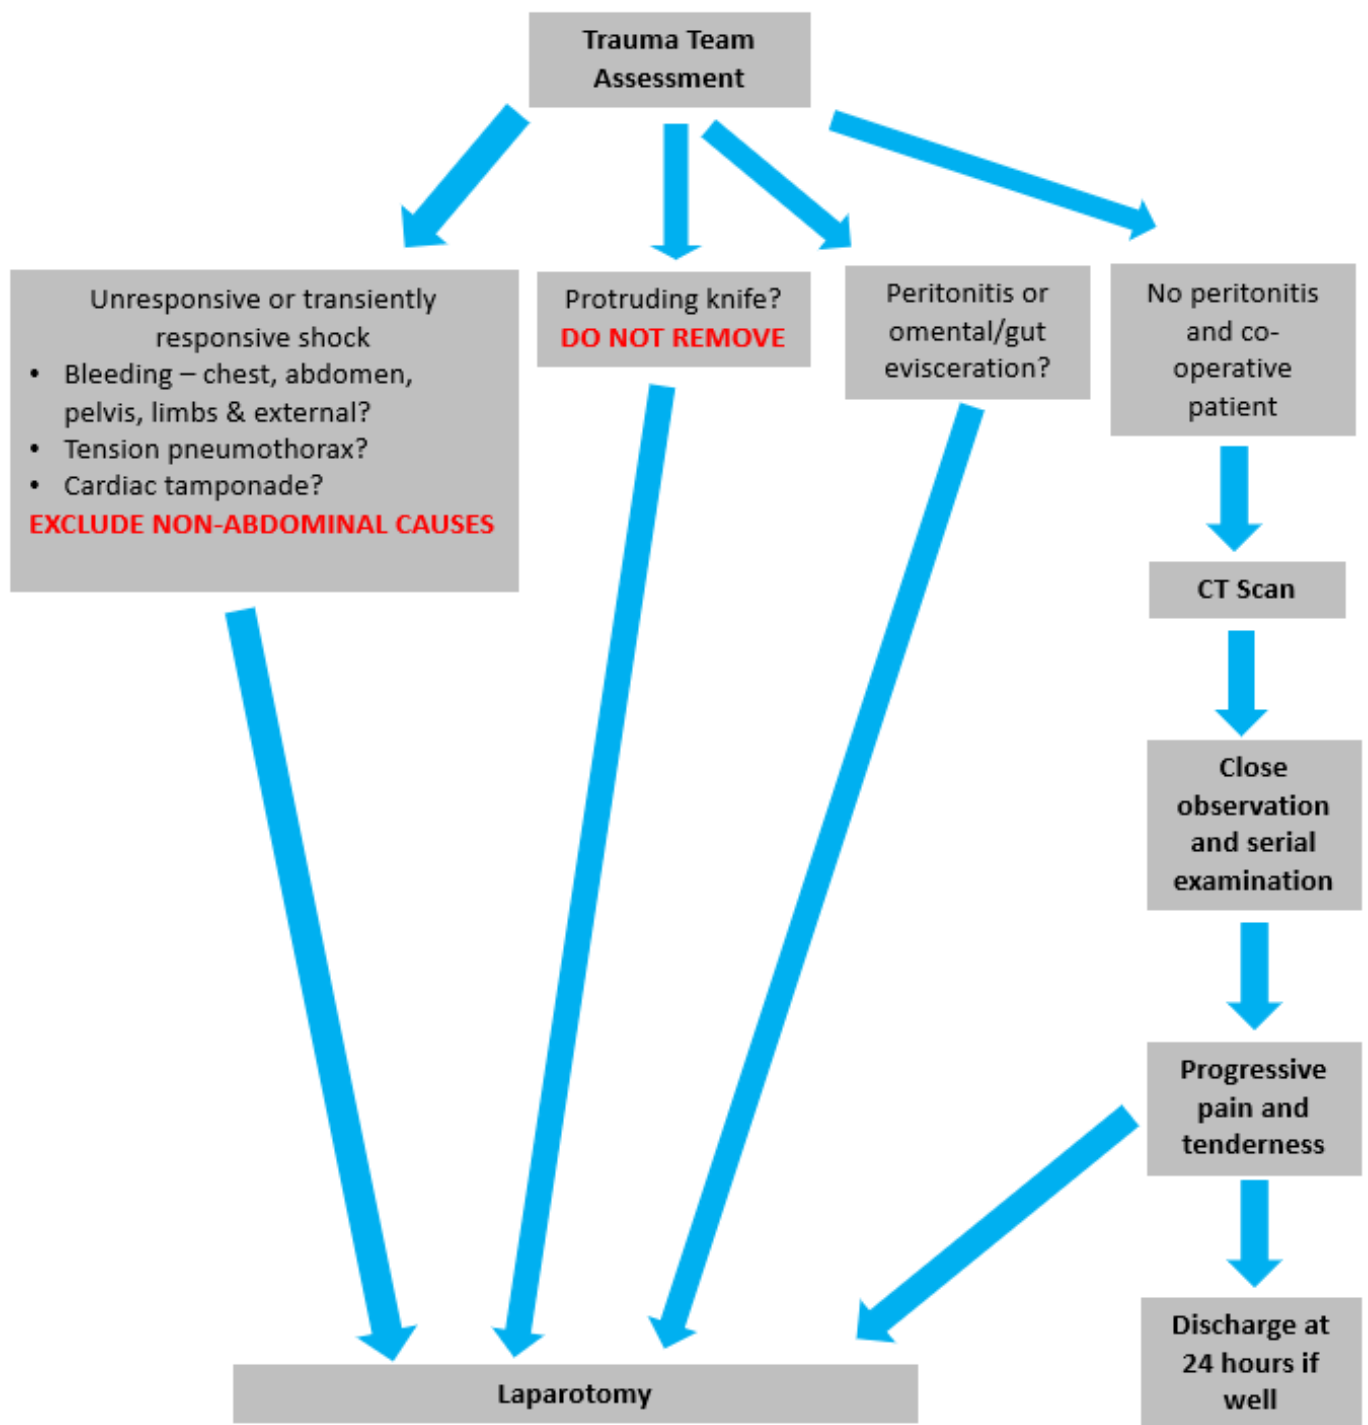 Trauma Team
Assessment
Unresponsive or transiently
responsive shock
• Bleeding – chest, abdomen,
pelvis, limbs & external?
• Tension pneumothorax?
• Cardiac tamponade?
EXCLUDE NON-ABDOMINAL CAUSES
Protruding knife?
DO NOT REMOVE
Peritonitis or
omental/gut
evisceration?
No peritonitis
and co-
operative
patient
CT Scan
Close
observation
and serial
examination
Progressive
pain and
tenderness
Discharge at
24 hours if
well
Laparotomy